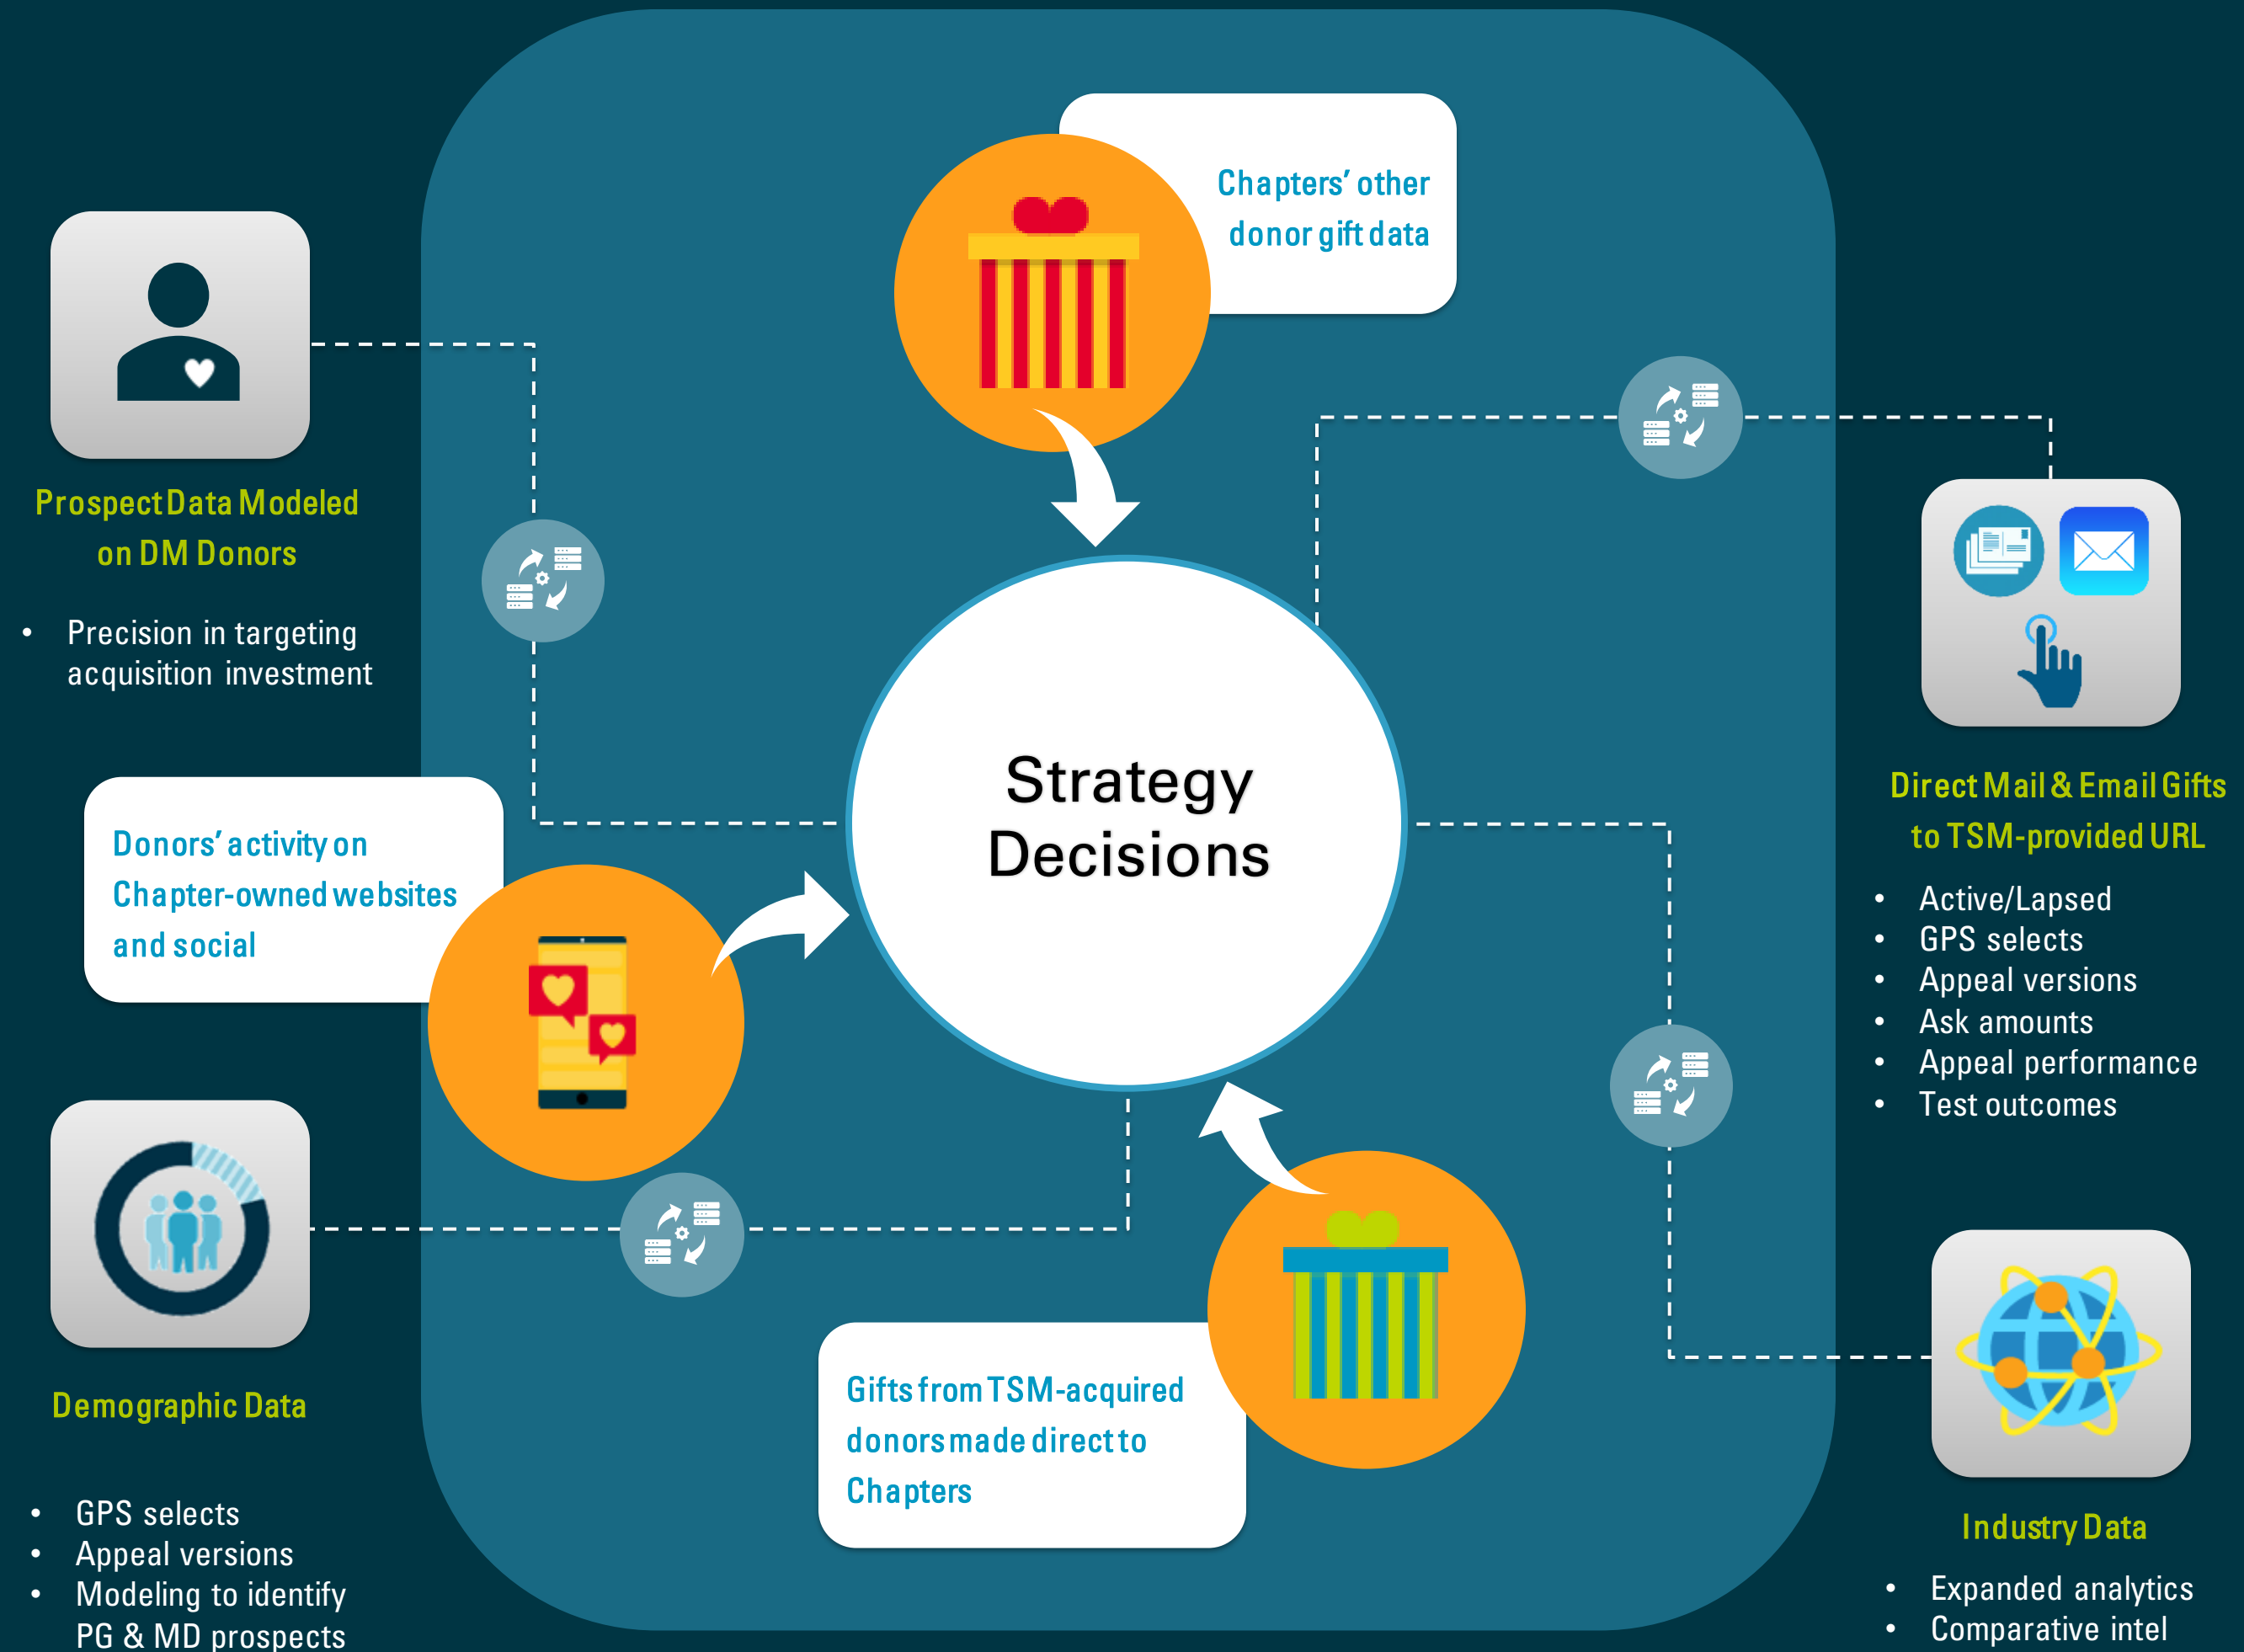 Chapters’ other
donor gift data
Prospect Data Modeled
on DM Donors
• Precision in targeting
acquisition investment
Donors’ activity on
Chapter-owned websites
and social
Strategy
Decisions
Direct Mail & Email Gifts
to TSM-provided URL
• Active/Lapsed
• GPS selects
• Appeal versions
• Ask amounts
• Appeal performance
• Test outcomes
Demographic Data
• GPS selects
• Appeal versions
• Modeling to identify
PG & MD prospects
Gifts from TSM-acquired
donors made direct to
Chapters
Industry Data
• Expanded analytics
• Comparative intel